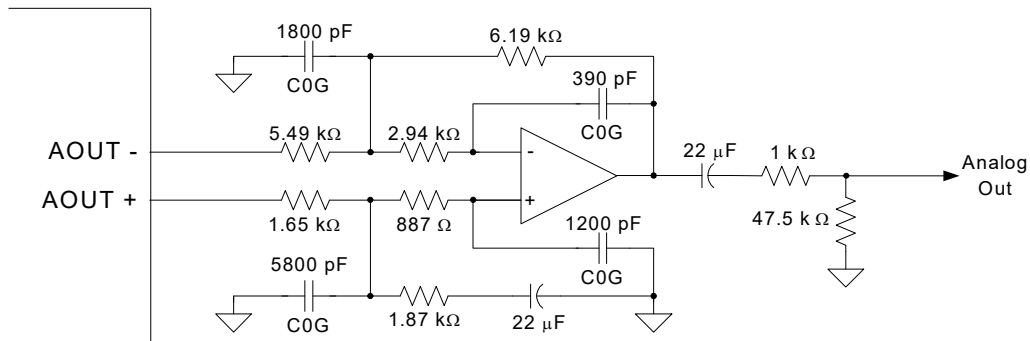 1800 pF
C0G
6.19 kΩ
390 pF
C0G
AOUT -
5.49 kΩ
2.94 kΩ
-
22 µF
1 kΩ
Analog
Out
AOUT +
1.65 kΩ
887 Ω
+
47.5 kΩ
1200 pF
C0G
5800 pF
C0G
1.87 kΩ
22 µF